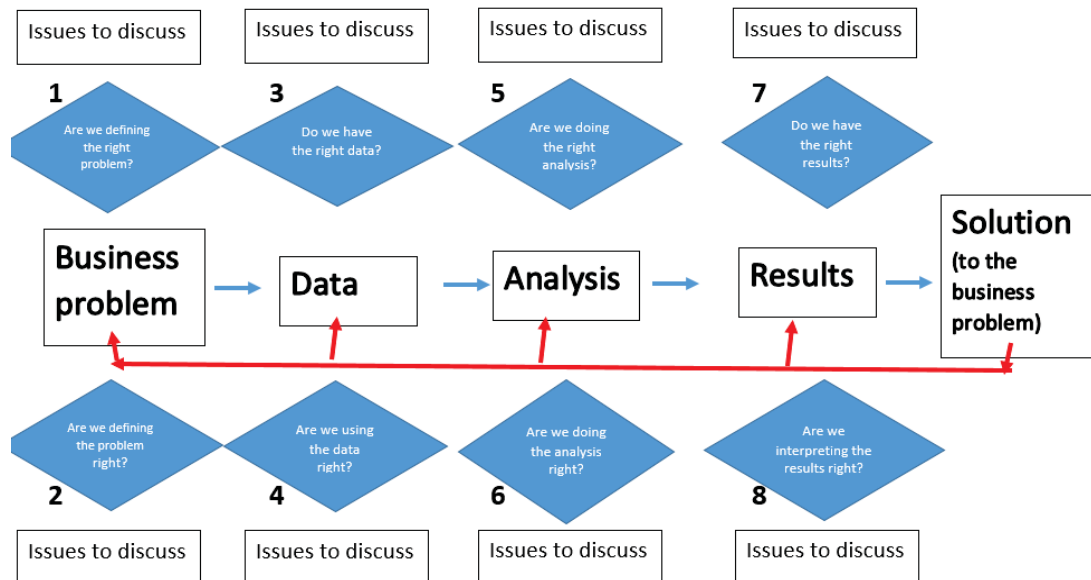 Issues to discuss
Issues to discuss
Issues to discuss
Issues to discuss
1
3
5
7
Are we defining
the right
problem?
Do we have
the right data?
Are we doing
the right
analysis?
Do we have
the right
results?
Business
problem
Data
Analysis
Results
Solution
(to the
business
problem)
Are we defining
the problem
right?
Are we using
the data
right?
Are we doing
the analysis
right?
Are we
interpreting the
results right?
2
4
6
8
Issues to discuss
Issues to discuss
Issues to discuss
Issues to discuss